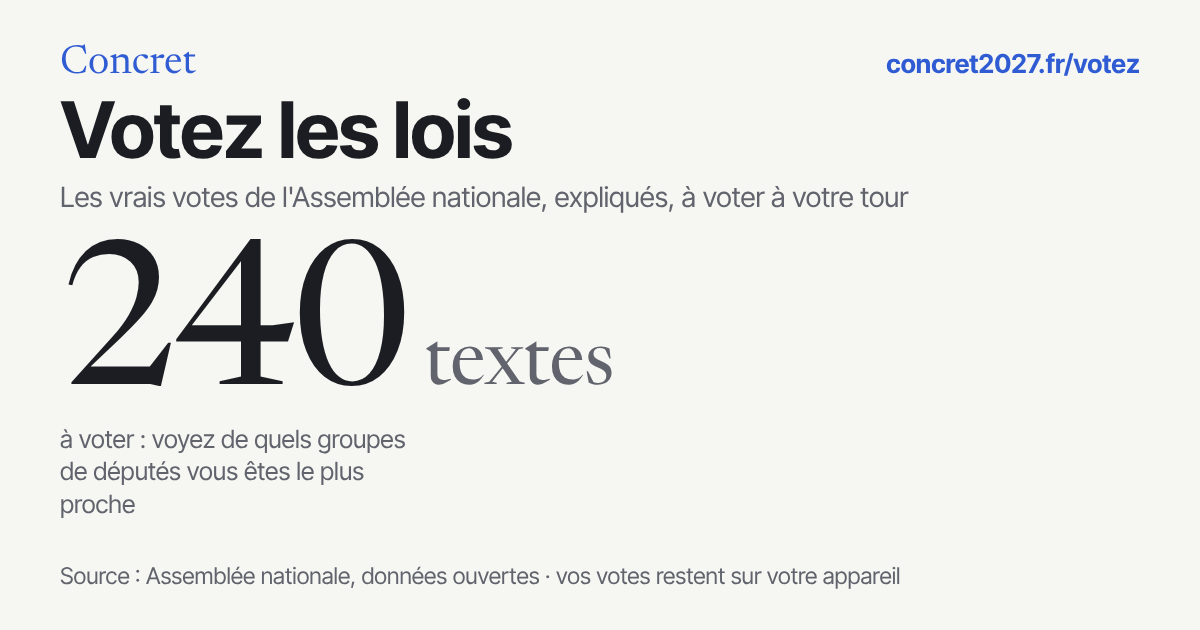 Concret
concret2027.fr/votez
Votez les lois
Les vrais votes de l'Assemblée nationale, expliqués, à voter à votre tour
240 textes
à voter : voyez de quels groupes
de députés vous êtes le plus
proche
Source : Assemblée nationale, données ouvertes · vos votes restent sur votre appareil